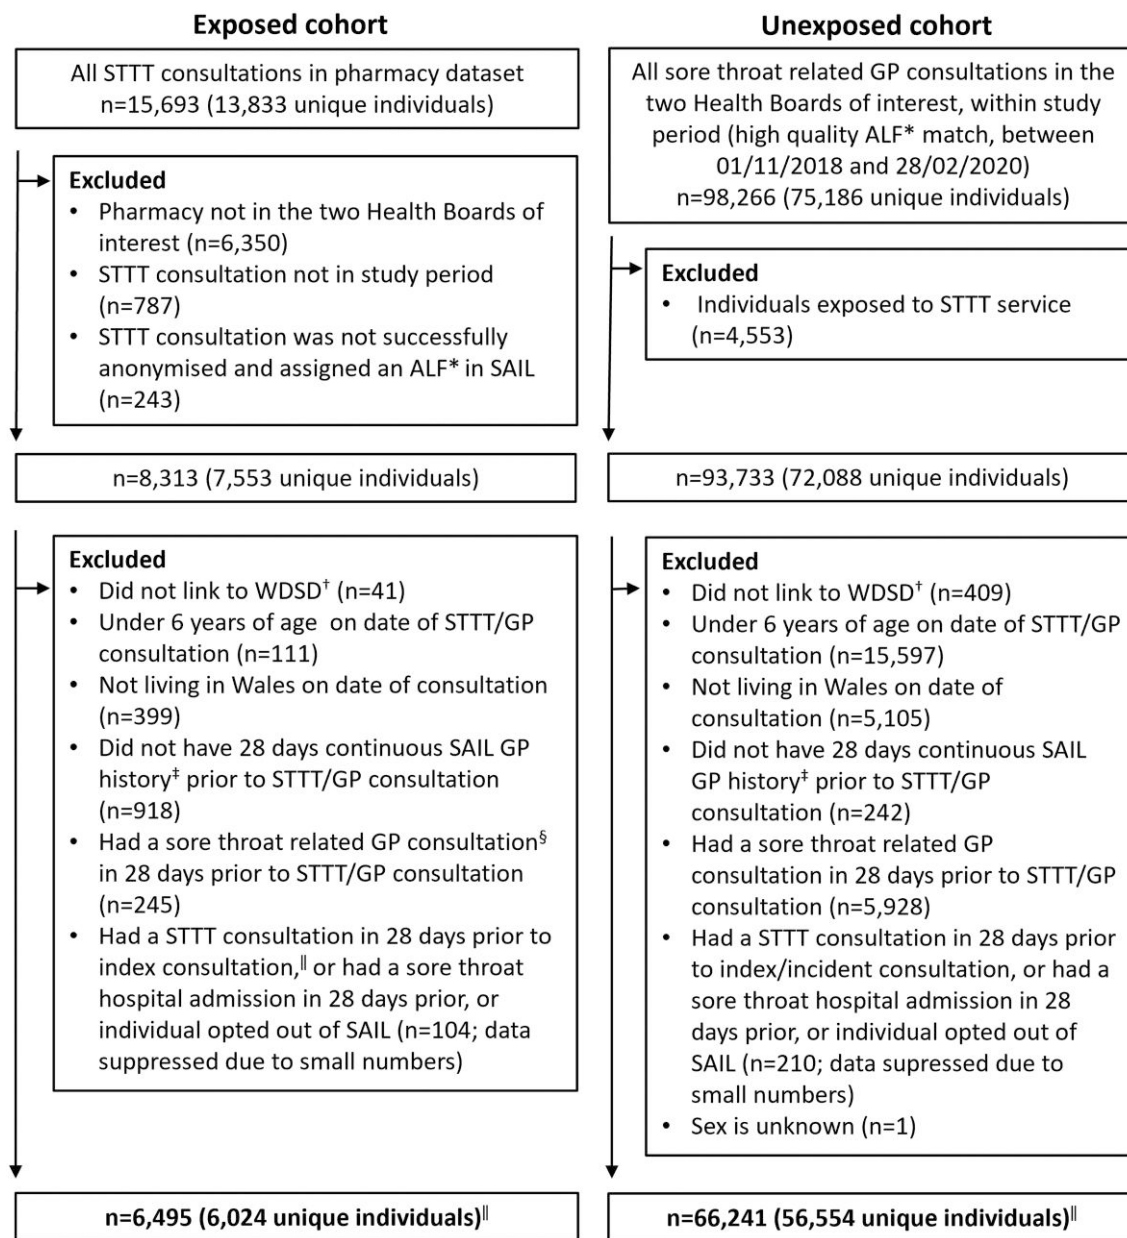 Exposed cohort
All STTT consultations in pharmacy dataset
n=15,693 (13,833 unique individuals)
Excluded
• Pharmacy not in the two Health Boards of
interest (n=6,350)
• STTT consultation not in study period
(n=787)
• STTT consultation was not successfully
anonymised and assigned an ALF* in SAIL
(n=243)
n=8,313 (7,553 unique individuals)
Excluded
• Did not link to WDSD† (n=41)
• Under 6 years of age on date of STTT/GP
consultation (n=111)
• Not living in Wales on date of consultation
(n=399)
• Did not have 28 days continuous SAIL GP
history‡ prior to STTT/GP consultation
(n=918)
• Had a sore throat related GP consultation§
in 28 days prior to STTT/GP consultation
(n=245)
• Had a STTT consultation in 28 days prior to
index consultation,‖ or had a sore throat
hospital admission in 28 days prior, or
individual opted out of SAIL (n=104; data
suppressed due to small numbers)
n=6,495 (6,024 unique individuals)‖
Unexposed cohort
All sore throat related GP consultations in the
two Health Boards of interest, within study
period (high quality ALF* match, between
01/11/2018 and 28/02/2020)
n=98,266 (75,186 unique individuals)
Excluded
• Individuals exposed to STTT service
(n=4,553)
n=93,733 (72,088 unique individuals)
Excluded
• Did not link to WDSD† (n=409)
• Under 6 years of age on date of STTT/GP
consultation (n=15,597)
• Not living in Wales on date of
consultation (n=5,105)
• Did not have 28 days continuous SAIL
GP history‡ prior to STTT/GP
consultation (n=242)
• Had a sore throat related GP
consultation in 28 days prior to STTT/GP
consultation (n=5,928)
• Had a STTT consultation in 28 days prior
to index/incident consultation, or had a
sore throat hospital admission in 28
days prior, or individual opted out of
SAIL (n=210; data supressed due to
small numbers)
• Sex is unknown (n=1)
n=66,241 (56,554 unique individuals)‖